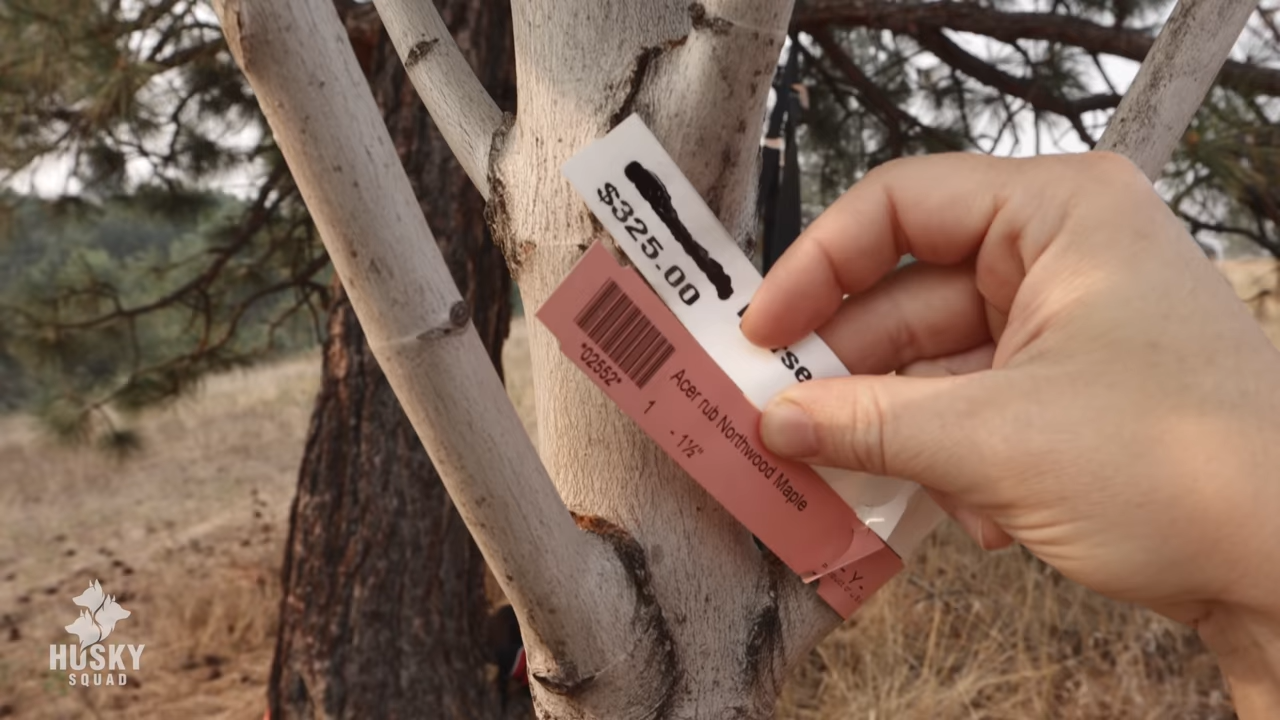 $325.00
*02552*
1 - 1½"
Acer rub Northwood Maple
HUSKY
SQUAD